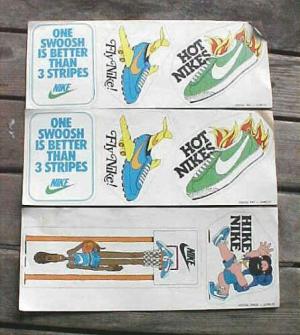 ONE
SWOOSH
IS BETTER
THAN
3 STRIPES
NIKE
Fly Nike!
HOT
NIKES
ONE
SWOOSH
IS BETTER
THAN
3 STRIPES
NIKE
Fly Nike!
HOT
NIKES
NIKE
HIKE
NIKE